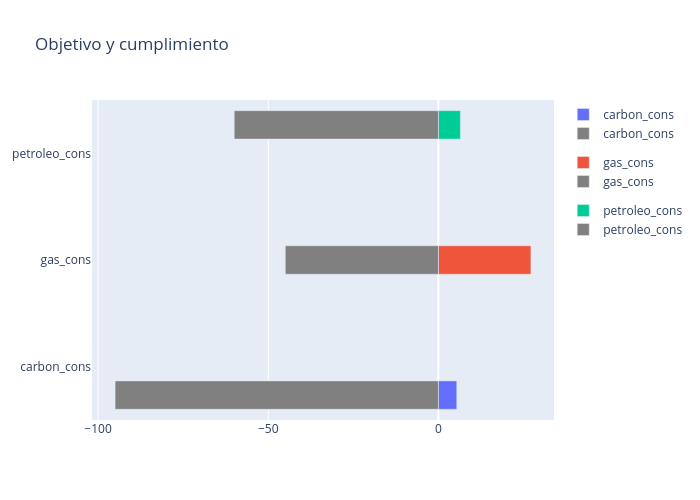 Objetivo y cumplimiento
petroleo_cons
gas_cons
carbon_cons
−100
−50
0
carbon_cons
carbon_cons
gas_cons
gas_cons
petroleo_cons
petroleo_cons